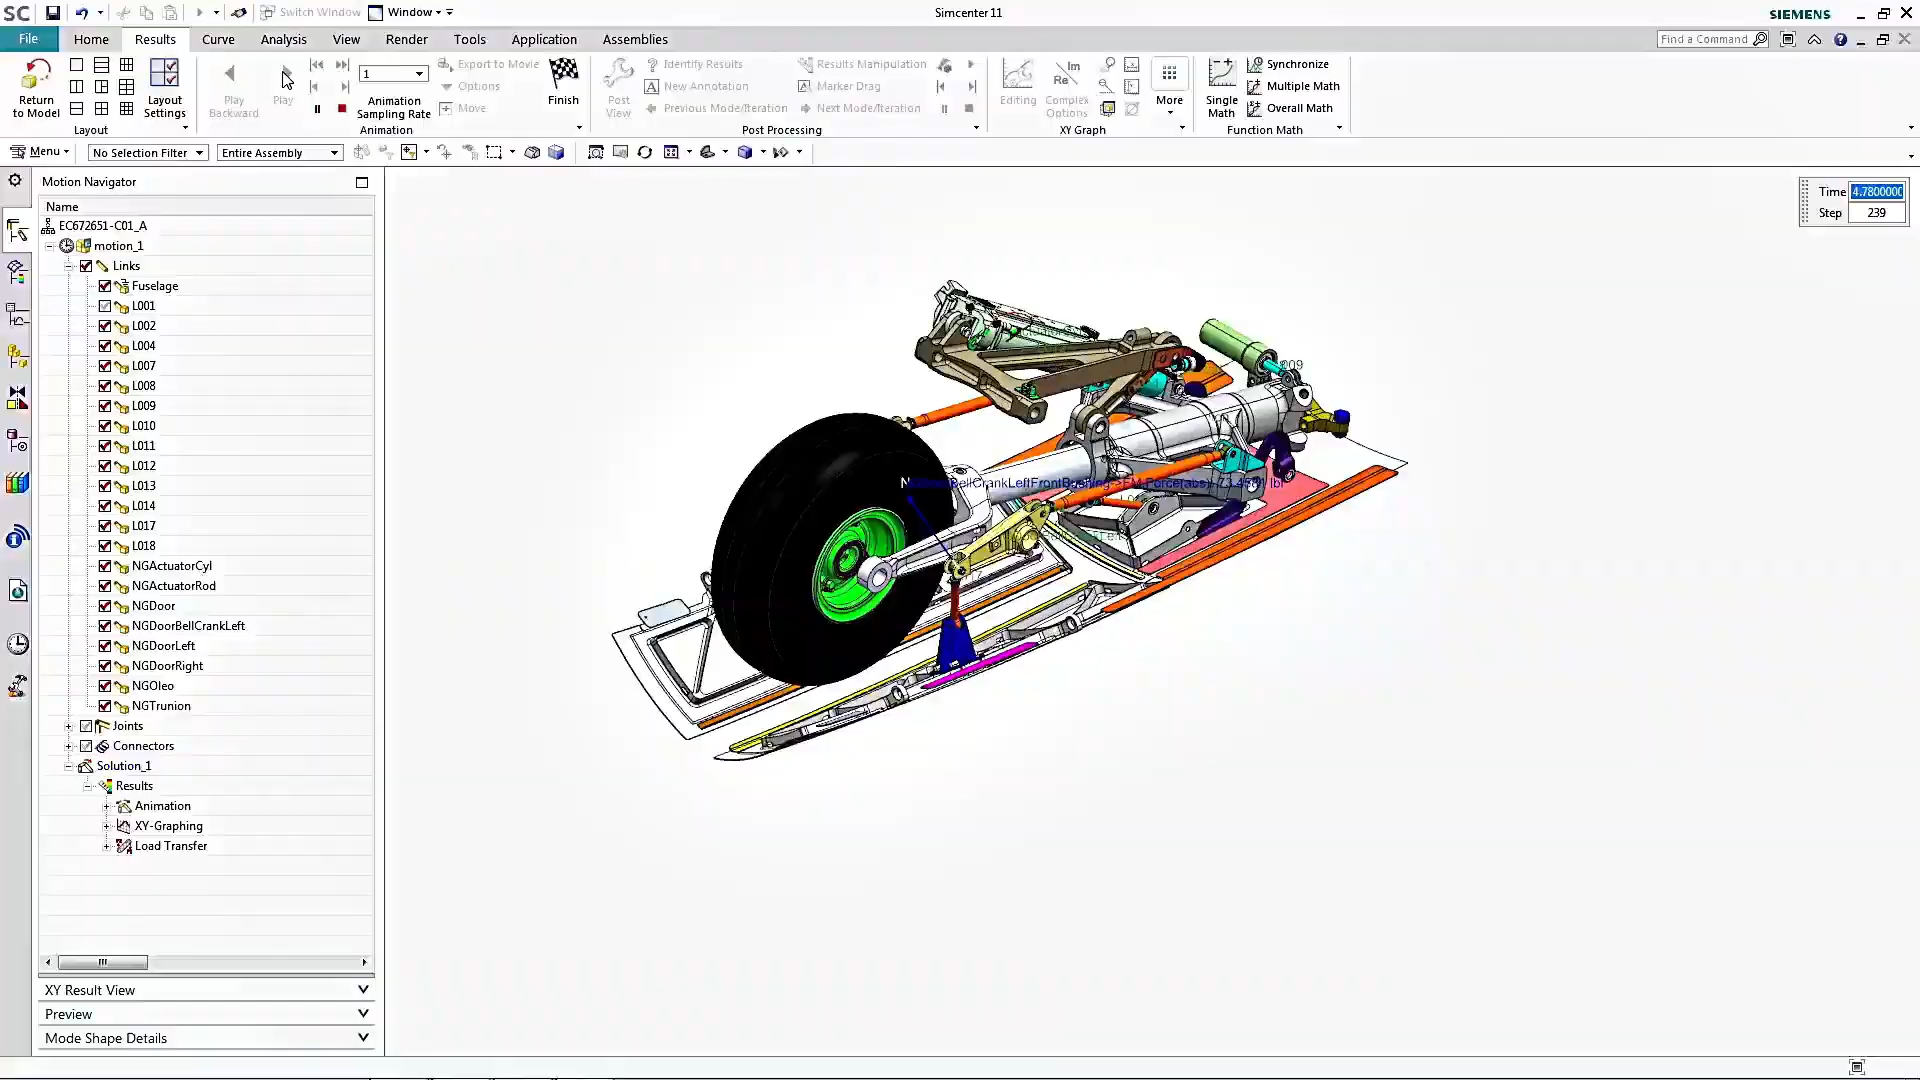 SC Switch Window Window Simcenter 11 SIEMENS
File Home Results Curve Analysis View Render Tools Application Assemblies Find a Command
Return to Model
Layout Settings
Layout
Play Backward
Play
1
Animation Sampling Rate
Export to Movie
Options
Move
Finish
Animation
Post View
Identify Results
New Annotation
Previous Mode/Iteration
Results Manipulation
Marker Drag
Next Mode/Iteration
Post Processing
Editing
Re Im
Complex Options
More
XY Graph
Single Math
Synchronize
Multiple Math
Overall Math
Function Math
Menu No Selection Filter Entire Assembly
Motion Navigator
Name
EC672651-C01_A
motion_1
Links
Fuselage
L001
L002
L004
L007
L008
L009
L010
L011
L012
L013
L014
L017
L018
NGActuatorCyl
NGActuatorRod
NGDoor
NGDoorBellCrankLeft
NGDoorLeft
NGDoorRight
NGOleo
NGTrunion
Joints
Connectors
Solution_1
Results
Animation
XY-Graphing
Load Transfer
XY Result View
Preview
Mode Shape Details
Time 4.7800000
Step 239